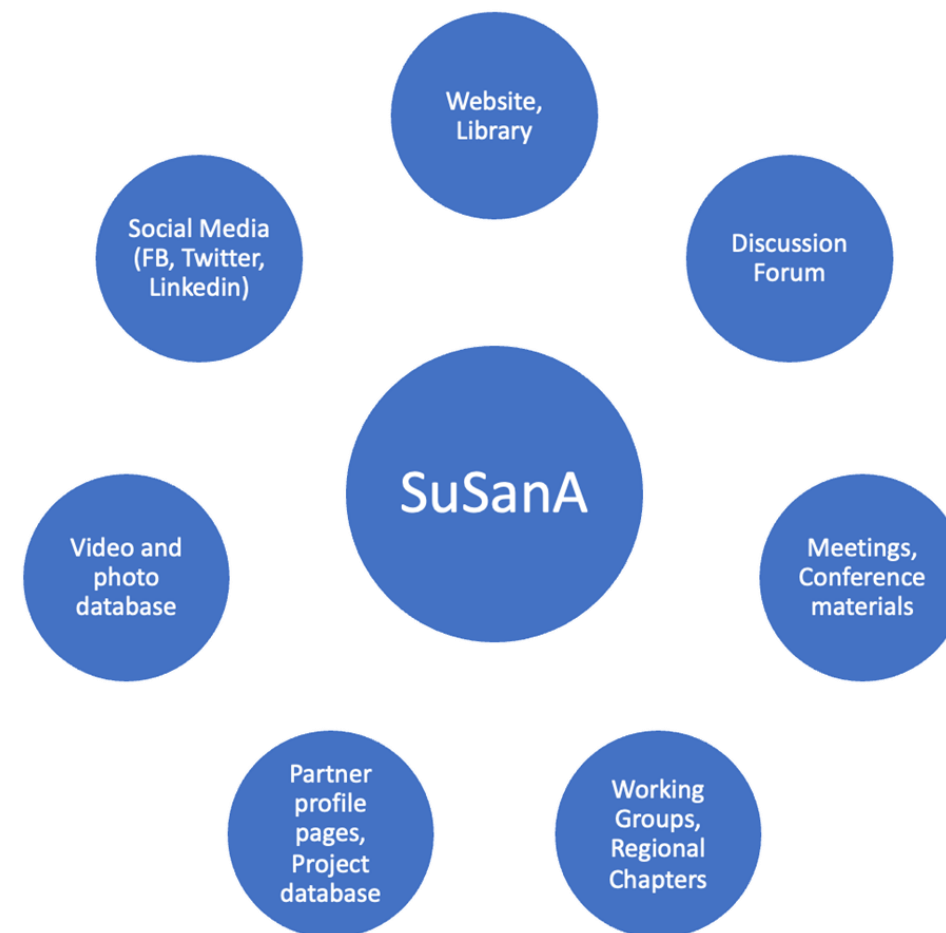 Website,
Library
Social Media
(FB, Twitter,
Linkedin)
Discussion
Forum
SuSanA
Video and
photo
database
Meetings,
Conference
materials
Partner
profile
pages,
Project
database
Working
Groups,
Regional
Chapters